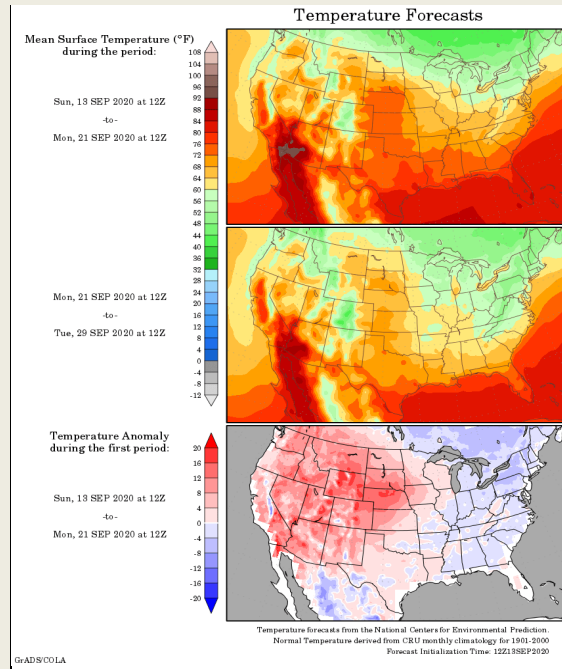 Temperature Forecasts
Mean Surface Temperature (°F)
during the period:
Sun, 13 SEP 2020 at 12Z
-to-
Mon, 21 SEP 2020 at 12Z
108
104
100
96
92
88
84
80
76
72
68
64
60
56
52
48
44
40
36
32
28
24
20
16
12
8
4
0
-4
-8
-12
Mon, 21 SEP 2020 at 12Z
-to-
Tue, 29 SEP 2020 at 12Z
Temperature Anomaly
during the first period:
Sun, 13 SEP 2020 at 12Z
-to-
Mon, 21 SEP 2020 at 12Z
20
16
12
8
4
0
-4
-8
-12
-16
-20
Temperature forecasts from the National Centers for Environmental Prediction.
Normal Temperature derived from CRU monthly climatology for 1901-2000
Forecast Initialization Time: 12Z13SEP2020
GrADS/COLA